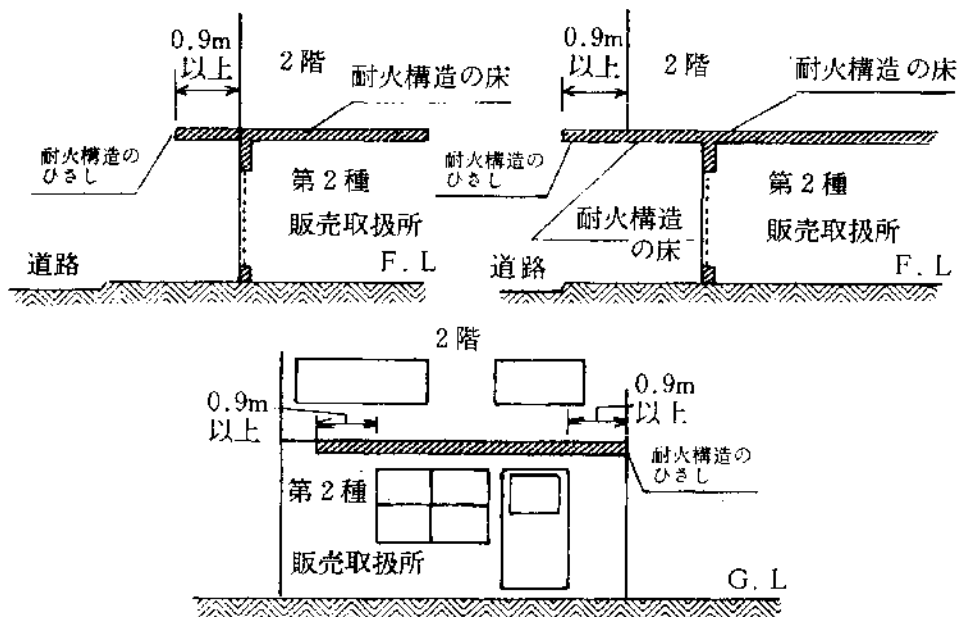 0.9m
以上
2階
耐火構造の床
耐火構造の
ひさし
第2種
販売取扱所
道路
F.L
0.9m
以上
2階
耐火構造の床
耐火構造の
ひさし
第2種
販売取扱所
耐火構造
の床
道路
F.L
2階
0.9m
以上
0.9m
以上
耐火構造の
ひさし
第2種
販売取扱所
G.L